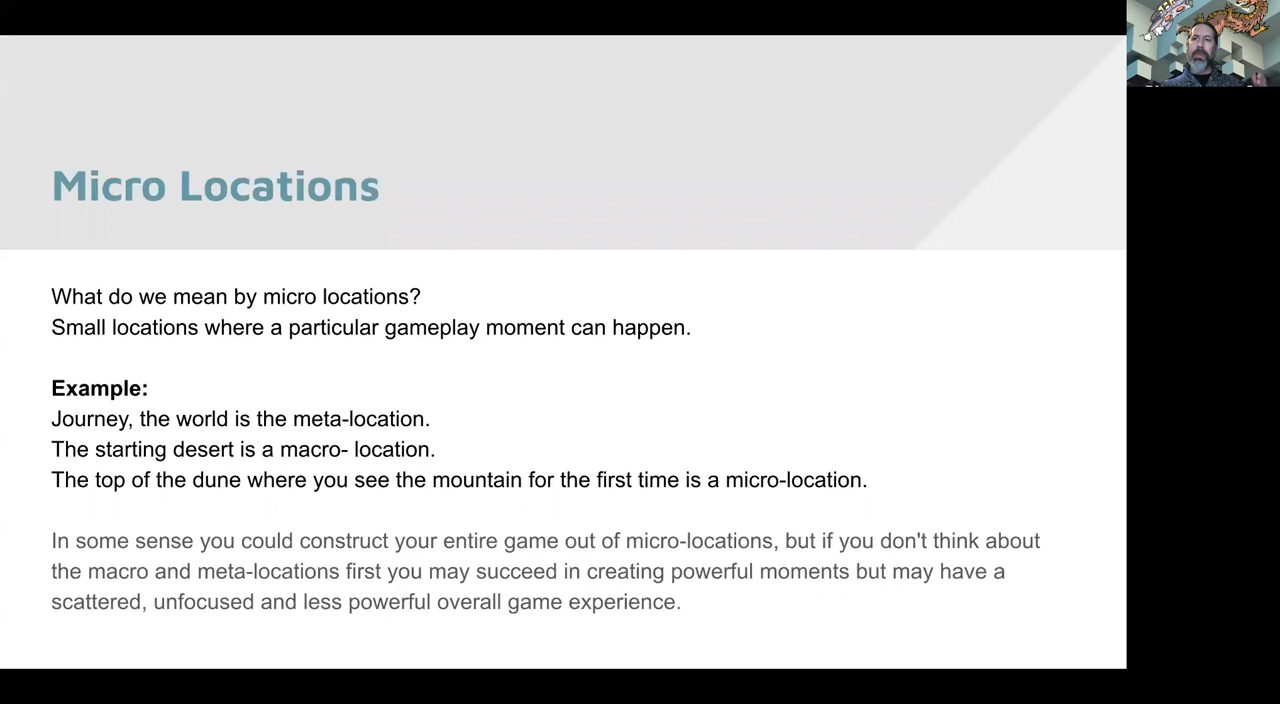 Micro Locations
What do we mean by micro locations?
Small locations where a particular gameplay moment can happen.
Example:
Journey, the world is the meta-location.
The starting desert is a macro- location.
The top of the dune where you see the mountain for the first time is a micro-location.
In some sense you could construct your entire game out of micro-locations, but if you don't think about
the macro and meta-locations first you may succeed in creating powerful moments but may have a
scattered, unfocused and less powerful overall game experience.